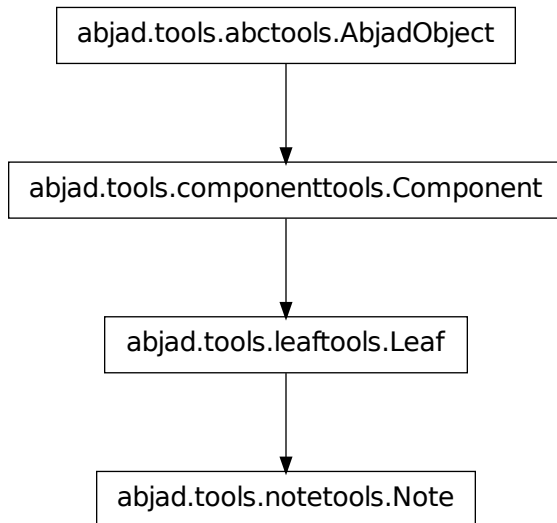 abjad.tools.abctools.AbjadObject
abjad.tools.componenttools.Component
abjad.tools.leaftools.Leaf
abjad.tools.notetools.Note